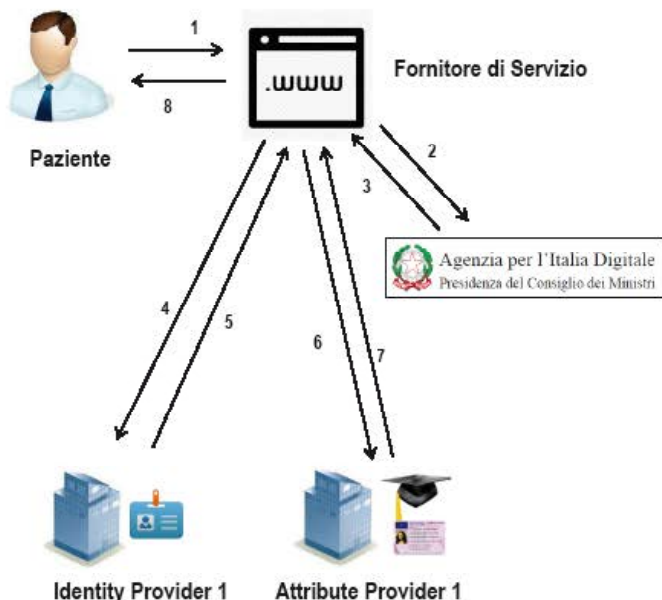 1
8
.www
Fornitore di Servizio
Paziente
2
3
Agenzia per l'Italia Digitale
Presidenza del Consiglio dei Ministri
4
5
6
7
Identity Provider 1
Attribute Provider 1